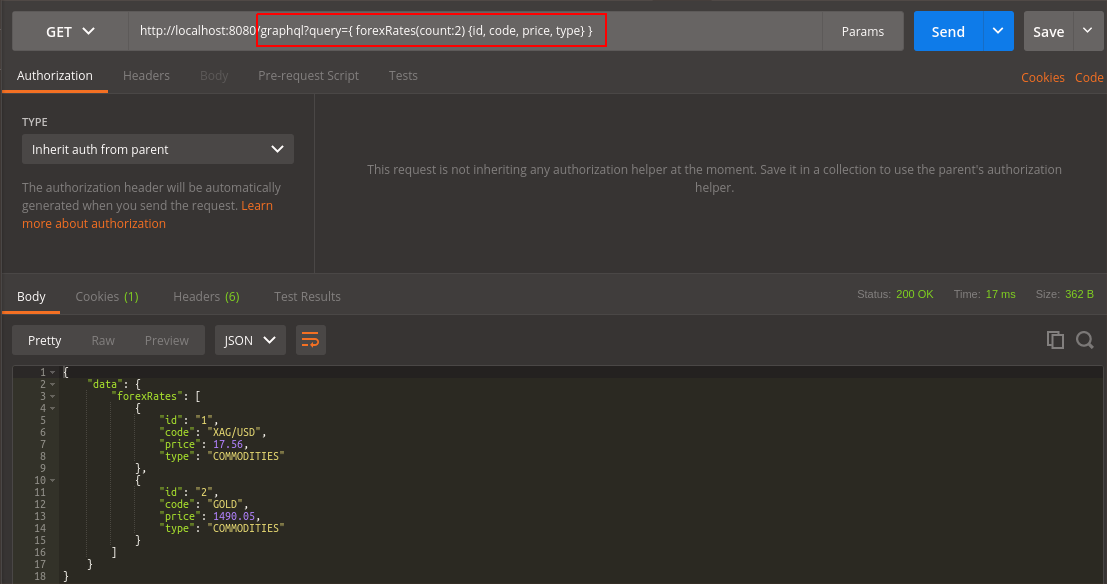 GET http://localhost:8080/graphql?query={ forexRates(count:2) {id, code, price, type} } Params Send Save
Authorization Headers Body Pre-request Script Tests Cookies Code
TYPE
Inherit auth from parent
The authorization header will be automatically
generated when you send the request. Learn
more about authorization
This request is not inheriting any authorization helper at the moment. Save it in a collection to use the parent's authorization
helper.
Body Cookies (1) Headers (6) Test Results Status: 200 OK Time: 17 ms Size: 362 B
Pretty Raw Preview JSON
1 {
2 "data": {
3 "forexRates": [
4 {
5 "id": "1",
6 "code": "XAG/USD",
7 "price": 17.56,
8 "type": "COMMODITIES"
9 },
10 {
11 "id": "2",
12 "code": "GOLD",
13 "price": 1490.05,
14 "type": "COMMODITIES"
15 }
16 ]
17 }
18 }